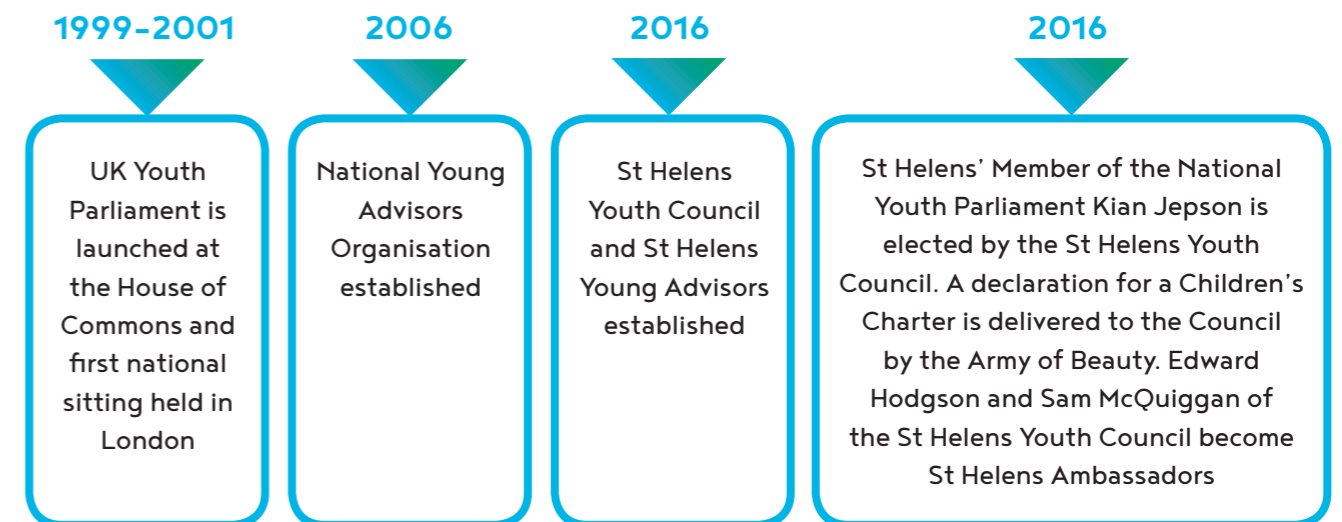 1999–2001
UK Youth
Parliament is
launched at
the House of
Commons and
first national
sitting held in
London
2006
National Young
Advisors
Organisation
established
2016
St Helens
Youth Council
and St Helens
Young Advisors
established
2016
St Helens’ Member of the National
Youth Parliament Kian Jepson is
elected by the St Helens Youth
Council. A declaration for a Children’s
Charter is delivered to the Council
by the Army of Beauty. Edward
Hodgson and Sam McQuiggan of
the St Helens Youth Council become
St Helens Ambassadors